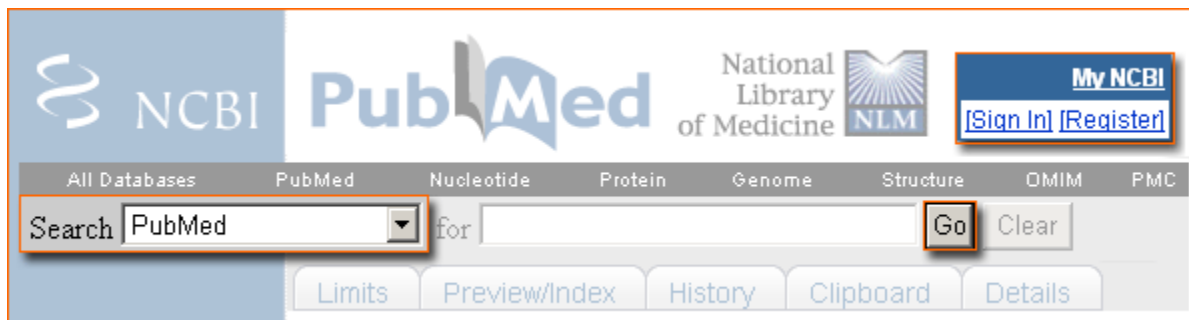 NCBI
PubMed
National
Library
of Medicine
NLM
My NCBI
[Sign In] [Register]
All Databases PubMed Nucleotide Protein Genome Structure OMIM PMC
Search PubMed for Go Clear
Limits Preview/Index History Clipboard Details